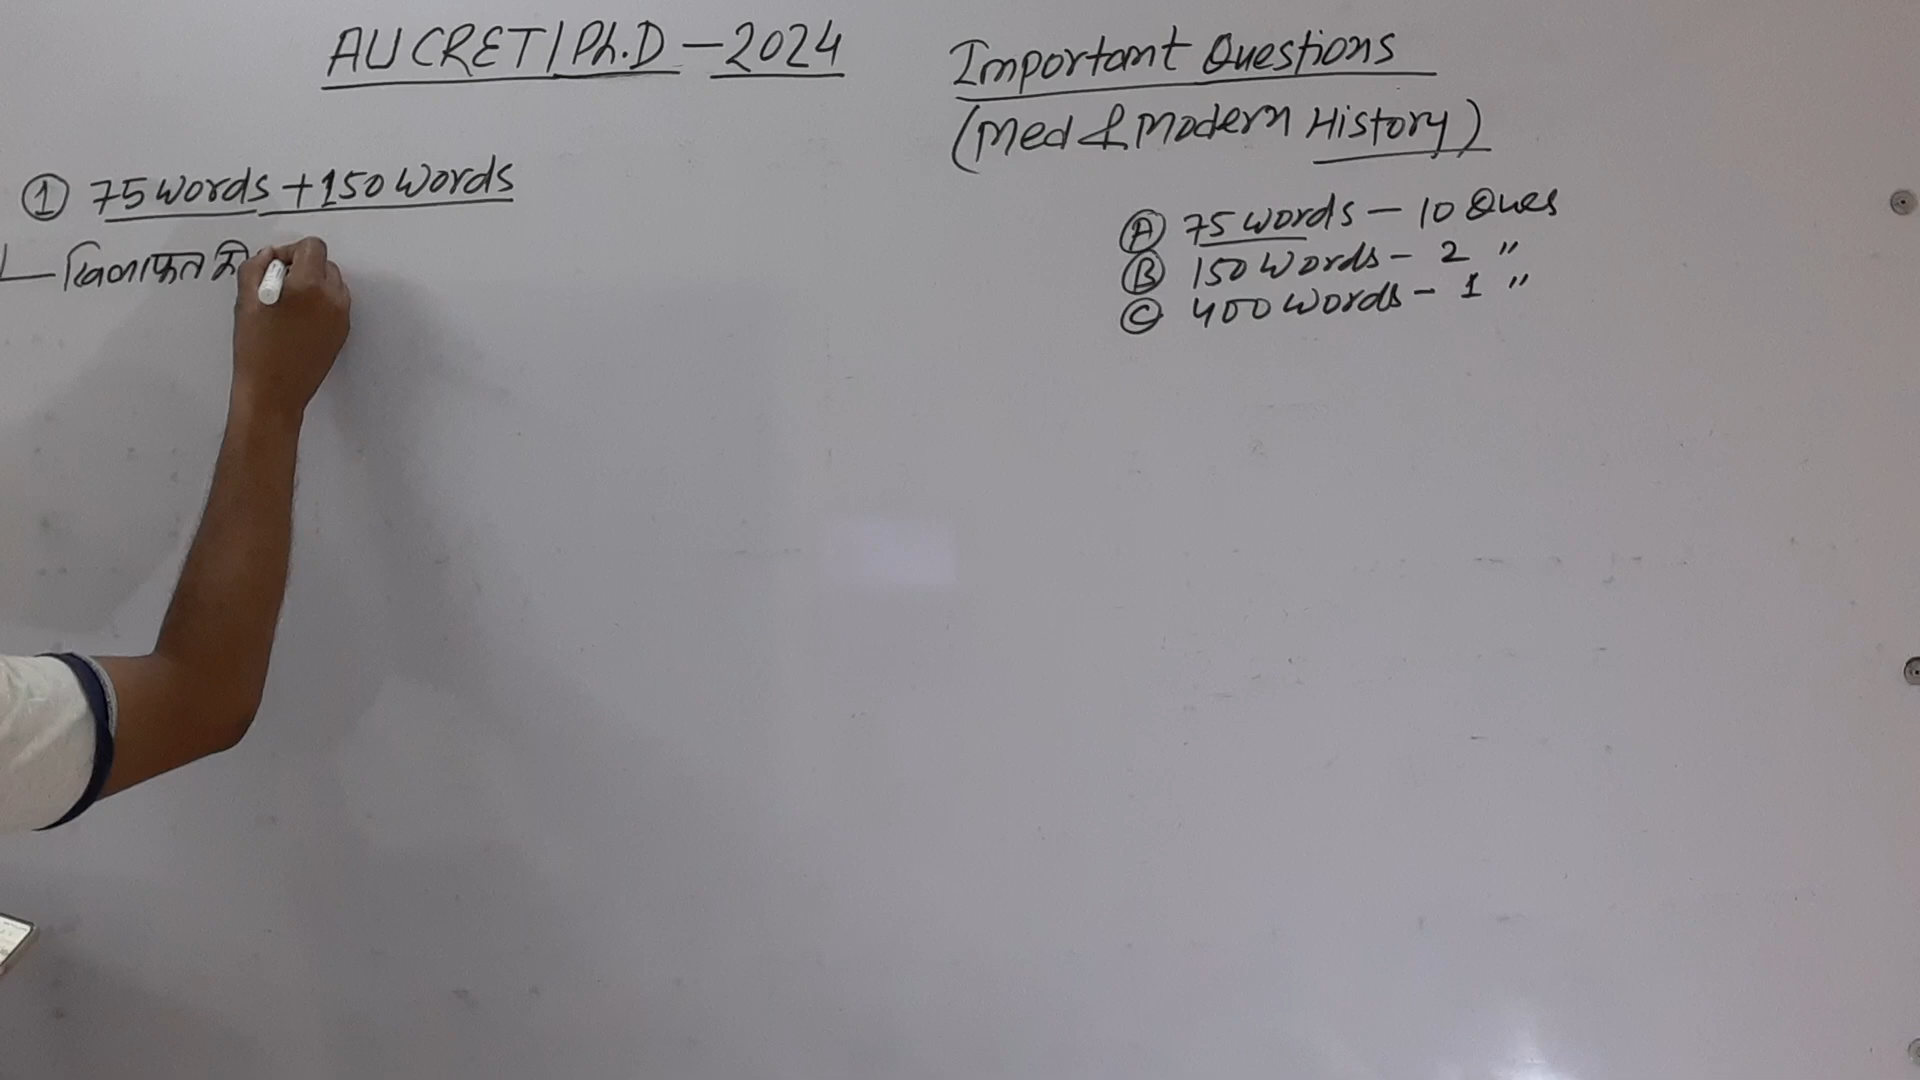 AU CRET/Ph.D - 2024
Important Questions
(Med & Modern History)
① 75 words + 150 words
खिलाफत
Ⓐ 75 words - 10 Ques
Ⓑ 150 words - 2 "
Ⓒ 400 words - 1 "